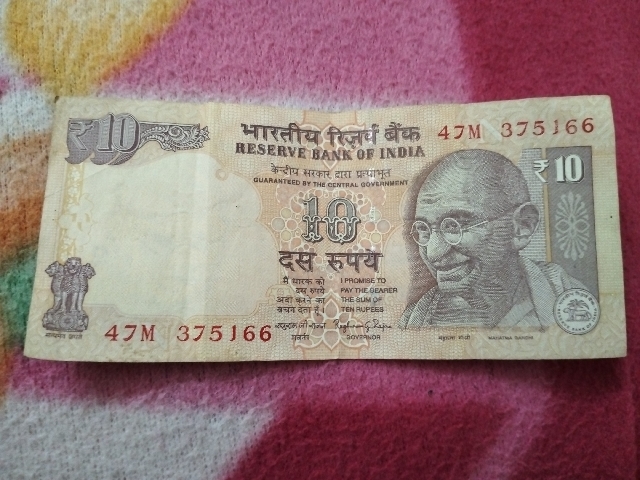 ₹10
भारतीय रिज़र्व बैंक
47M 375166
RESERVE BANK OF INDIA
केन्द्रीय सरकार द्वारा प्रत्याभूत
GUARANTEED BY THE CENTRAL GOVERNMENT
₹10
10
दस रुपये
मैं धारक को
दस रुपये
अदा करने का
वचन देता हूँ
I PROMISE TO
PAY THE BEARER
THE SUM OF
TEN RUPEES
47M 375166
Raghuram G. Rajan
गवर्नर
GOVERNOR
सत्यमेव जयते
महात्मा गांधी
MAHATMA GANDHI